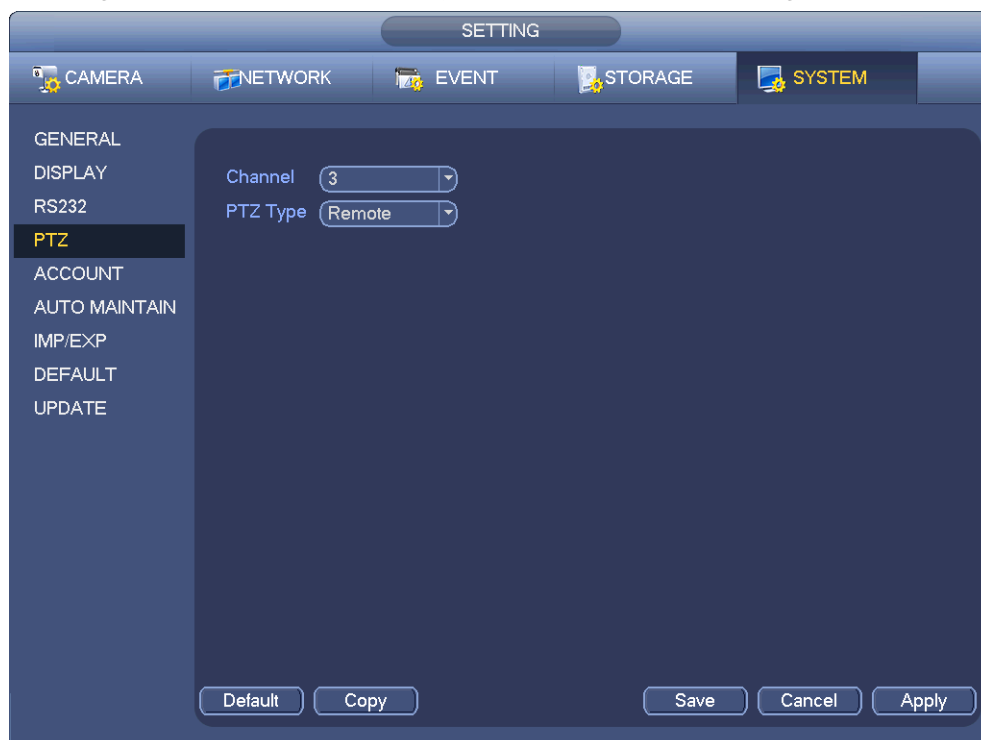 SETTING
CAMERA
NETWORK
EVENT
STORAGE
SYSTEM
GENERAL
DISPLAY
RS232
PTZ
ACCOUNT
AUTO MAINTAIN
IMP/EXP
DEFAULT
UPDATE
Channel 3
PTZ Type Remote
Default Copy Save Cancel Apply